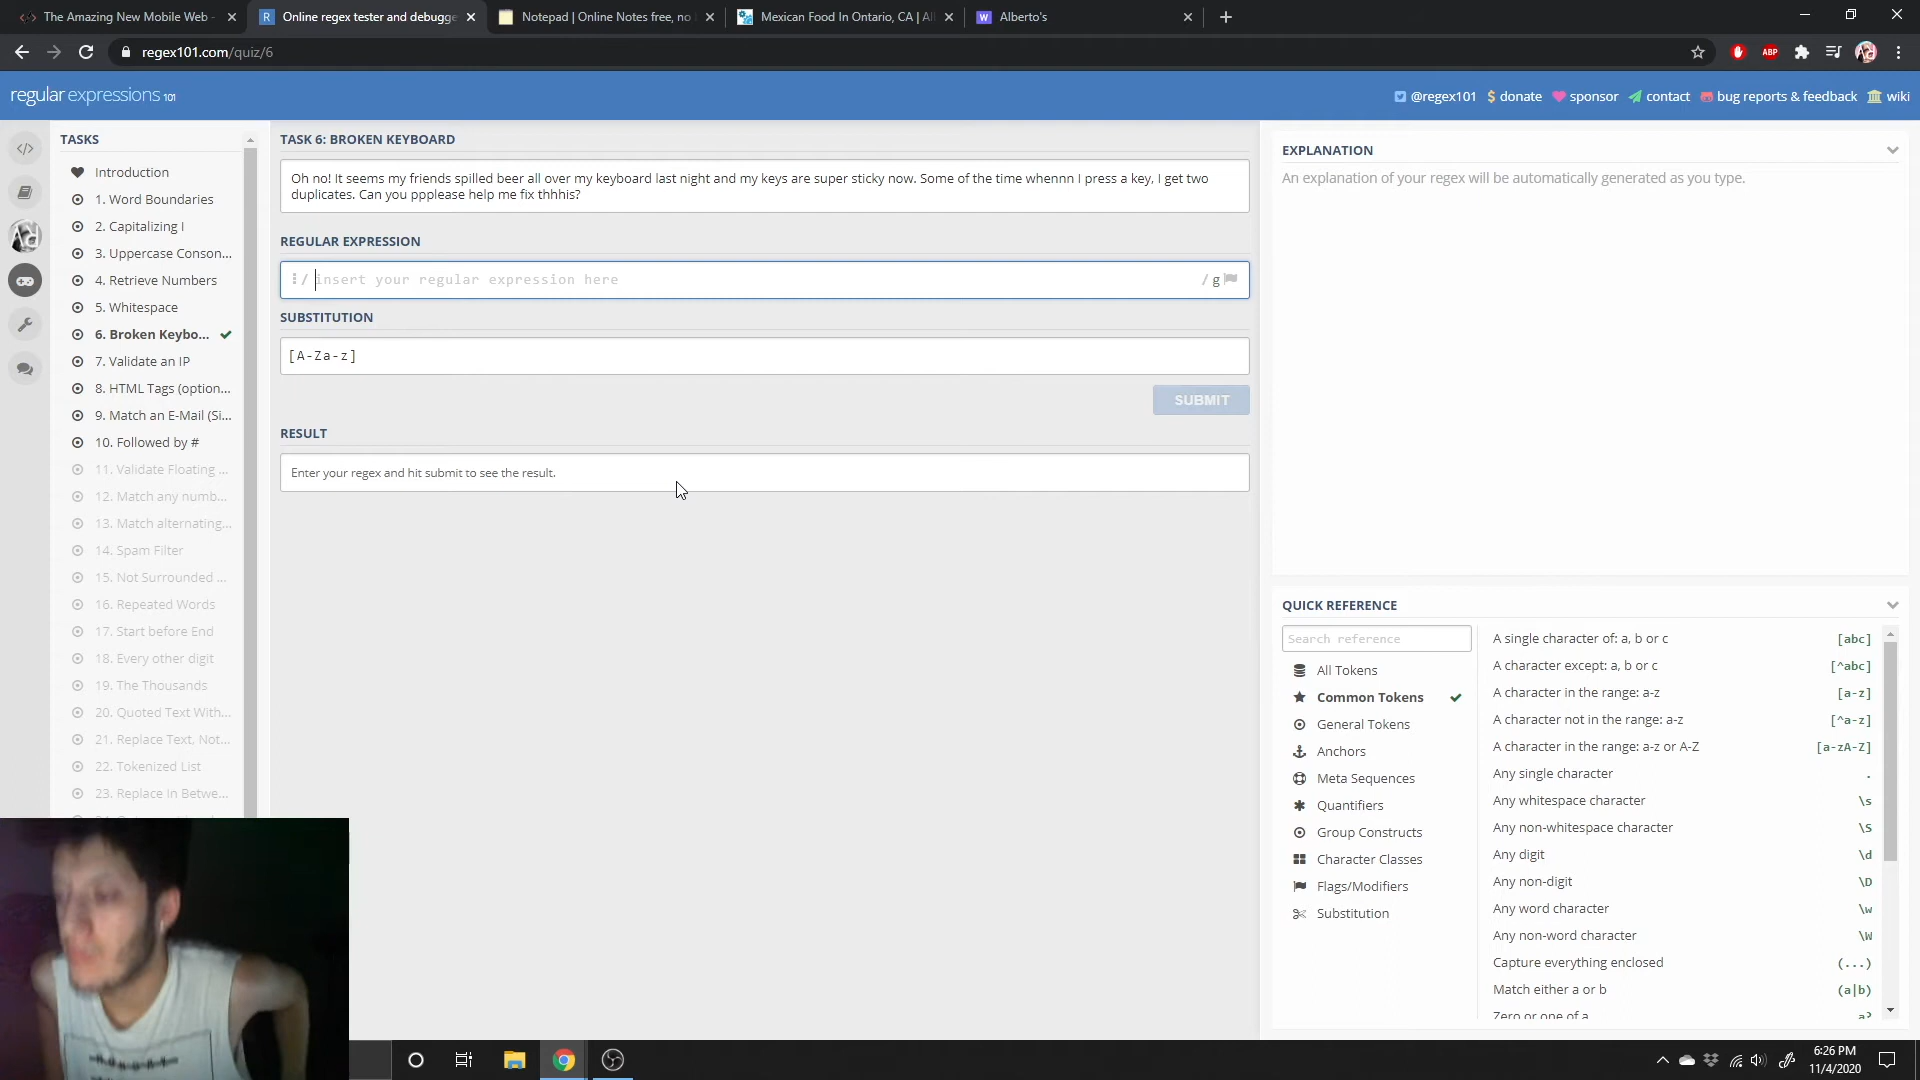 The Amazing New Mobile Web -
Online regex tester and debugge
Notepad | Online Notes free, no
Mexican Food In Ontario, CA | Al
Alberto's
regex101.com/quiz/6
ABP
regular expressions 101
@regex101
$ donate
sponsor
contact
bug reports & feedback
wiki
TASKS
Introduction
1. Word Boundaries
2. Capitalizing I
3. Uppercase Conson...
4. Retrieve Numbers
5. Whitespace
6. Broken Keybo...
7. Validate an IP
8. HTML Tags (option...
9. Match an E-Mail (Si...
10. Followed by #
11. Validate Floating ...
12. Match any numb...
13. Match alternating...
14. Spam Filter
15. Not Surrounded ...
16. Repeated Words
17. Start before End
18. Every other digit
19. The Thousands
20. Quoted Text With...
21. Replace Text, Not...
22. Tokenized List
23. Replace In Betwe...
TASK 6: BROKEN KEYBOARD
Oh no! It seems my friends spilled beer all over my keyboard last night and my keys are super sticky now. Some of the time whennn I press a key, I get two
duplicates. Can you ppplease help me fix thhhis?
REGULAR EXPRESSION
/ insert your regular expression here / g
SUBSTITUTION
[A-Za-z]
SUBMIT
RESULT
Enter your regex and hit submit to see the result.
EXPLANATION
An explanation of your regex will be automatically generated as you type.
QUICK REFERENCE
Search reference
All Tokens
Common Tokens
General Tokens
Anchors
Meta Sequences
Quantifiers
Group Constructs
Character Classes
Flags/Modifiers
Substitution
A single character of: a, b or c [abc]
A character except: a, b or c [^abc]
A character in the range: a-z [a-z]
A character not in the range: a-z [^a-z]
A character in the range: a-z or A-Z [a-zA-Z]
Any single character .
Any whitespace character \s
Any non-whitespace character \S
Any digit \d
Any non-digit \D
Any word character \w
Any non-word character \W
Capture everything enclosed (...)
Match either a or b (a|b)
Zero or one of a a?
6:26 PM
11/4/2020